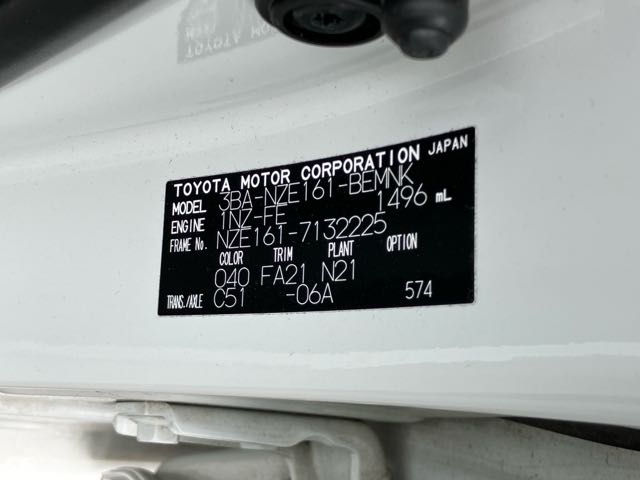 TOYOTA MOTOR CORPORATION JAPAN
MODEL 3BA-NZE161-BEMNK
ENGINE 1NZ-FE 1496 mL
FRAME No. NZE161-7132225
COLOR TRIM PLANT OPTION
040 FA21 N21
TRANS./AXLE C51 -06A 574